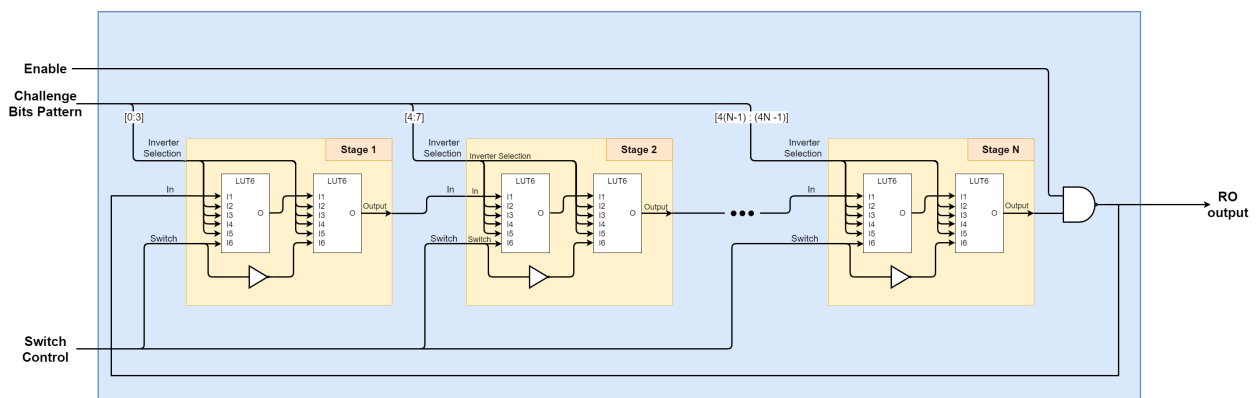 Enable
Challenge
Bits Pattern
[0:3]
[4:7]
[4(N-1) : (4N -1)]
Inverter
Selection
Stage 1
In
LUT6
I1
I2
I3
I4
I5
I6
O
LUT6
I1
I2
I3
I4
I5
I6
O
Output
Switch
Inverter
Selection
Inverter Selection
Stage 2
In
In
LUT6
I1
I2
I3
I4
I5
I6
O
LUT6
I1
I2
I3
I4
I5
I6
O
Output
Switch
Switch
Inverter
Selection
Stage N
In
LUT6
I1
I2
I3
I4
I5
I6
O
LUT6
I1
I2
I3
I4
I5
I6
O
Output
Switch
RO
output
Switch
Control